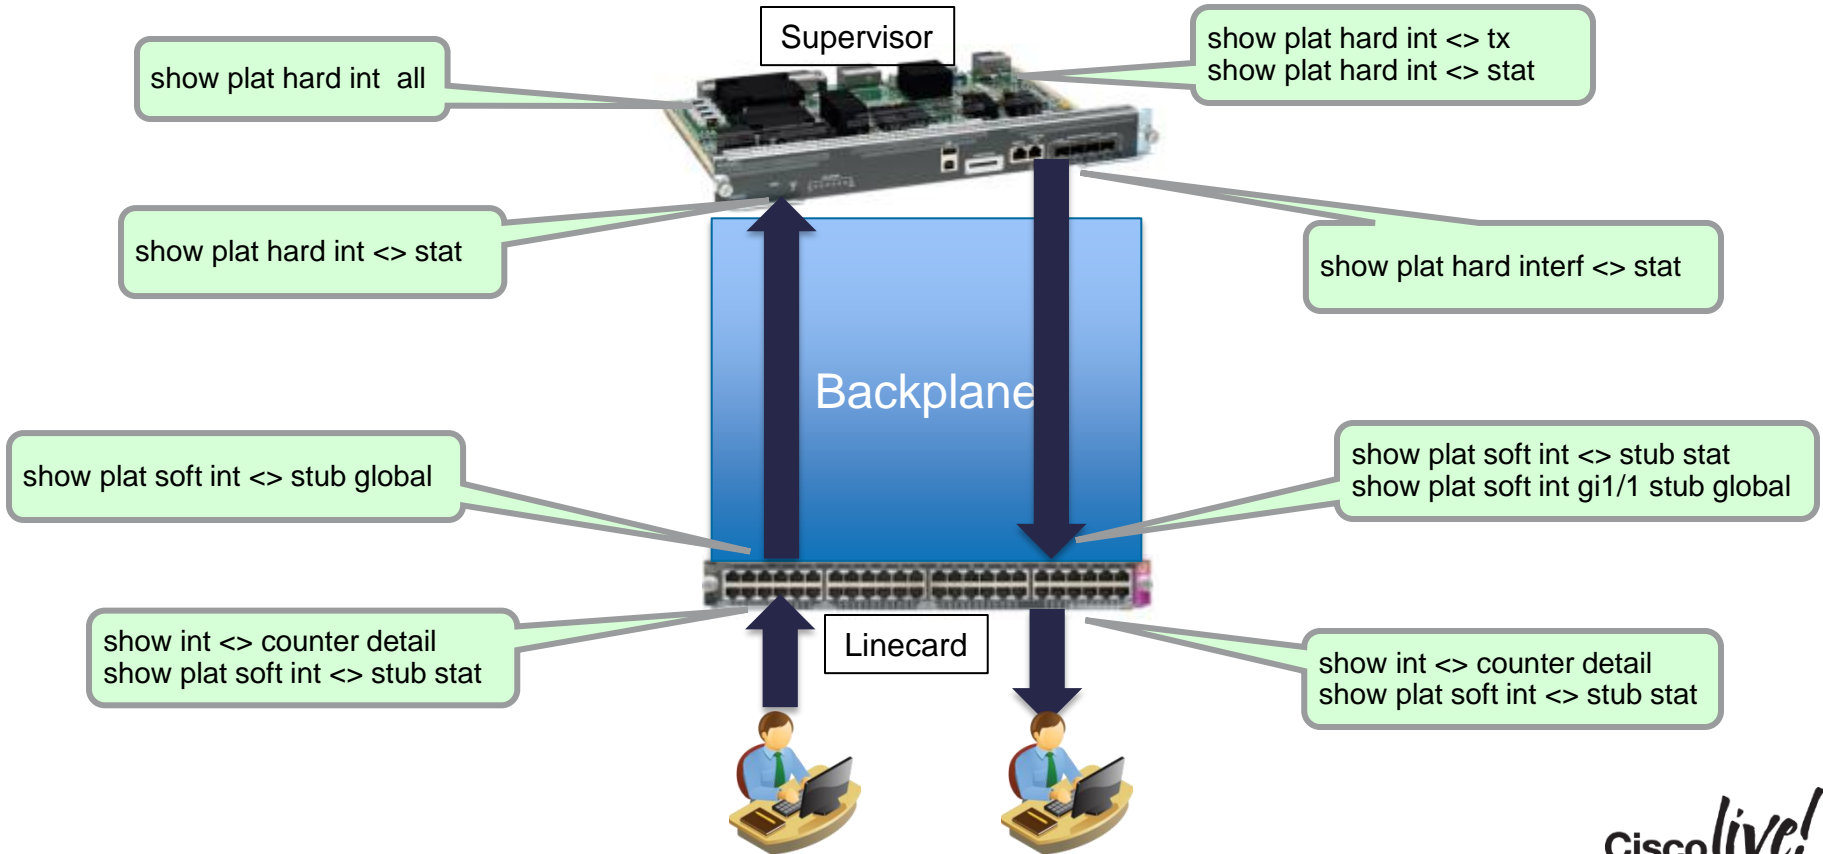 Supervisor
show plat hard int  all
show plat hard int <> tx
show plat hard int <> stat
show plat hard int <> stat
show plat hard interf <> stat
Backplane
show plat soft int <> stub global
show plat soft int <> stub stat
show plat soft int gi1/1 stub global
show int <> counter detail
show plat soft int <> stub stat
Linecard
show int <> counter detail
show plat soft int <> stub stat
Cisco live!